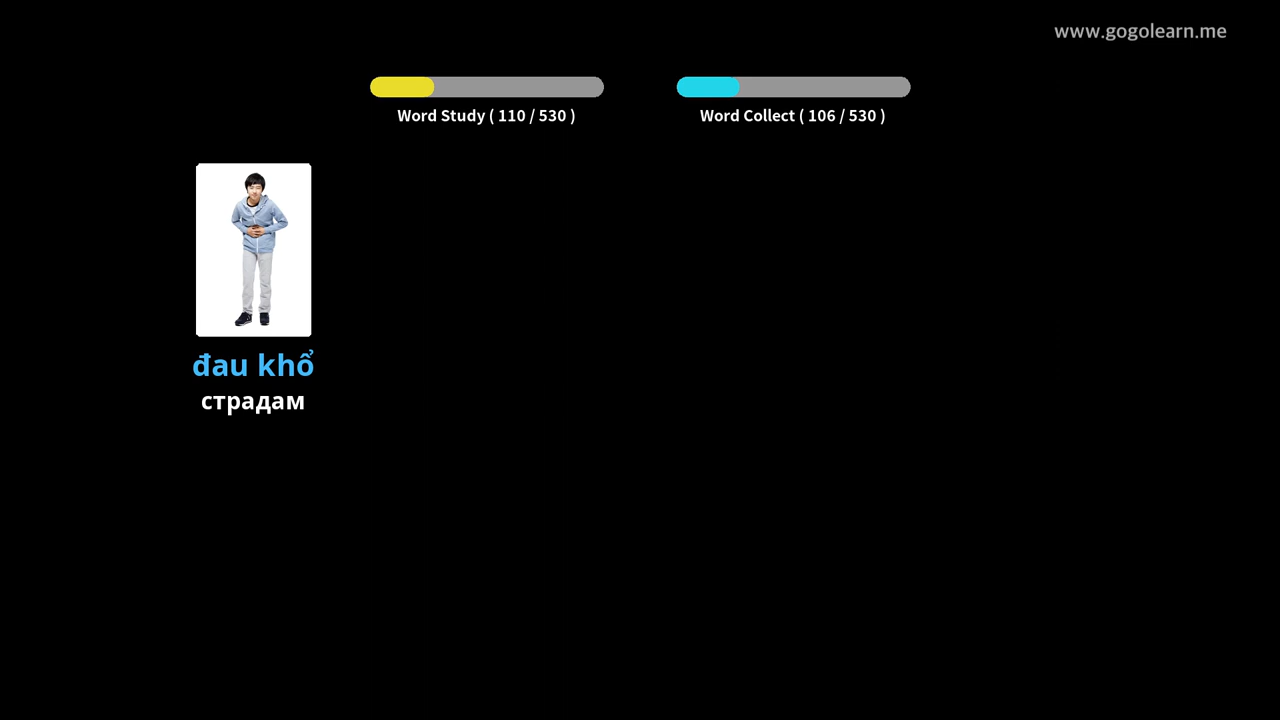 www.gogolearn.me
Word Study ( 110 / 530 )
Word Collect ( 106 / 530 )
đau khổ
страдам